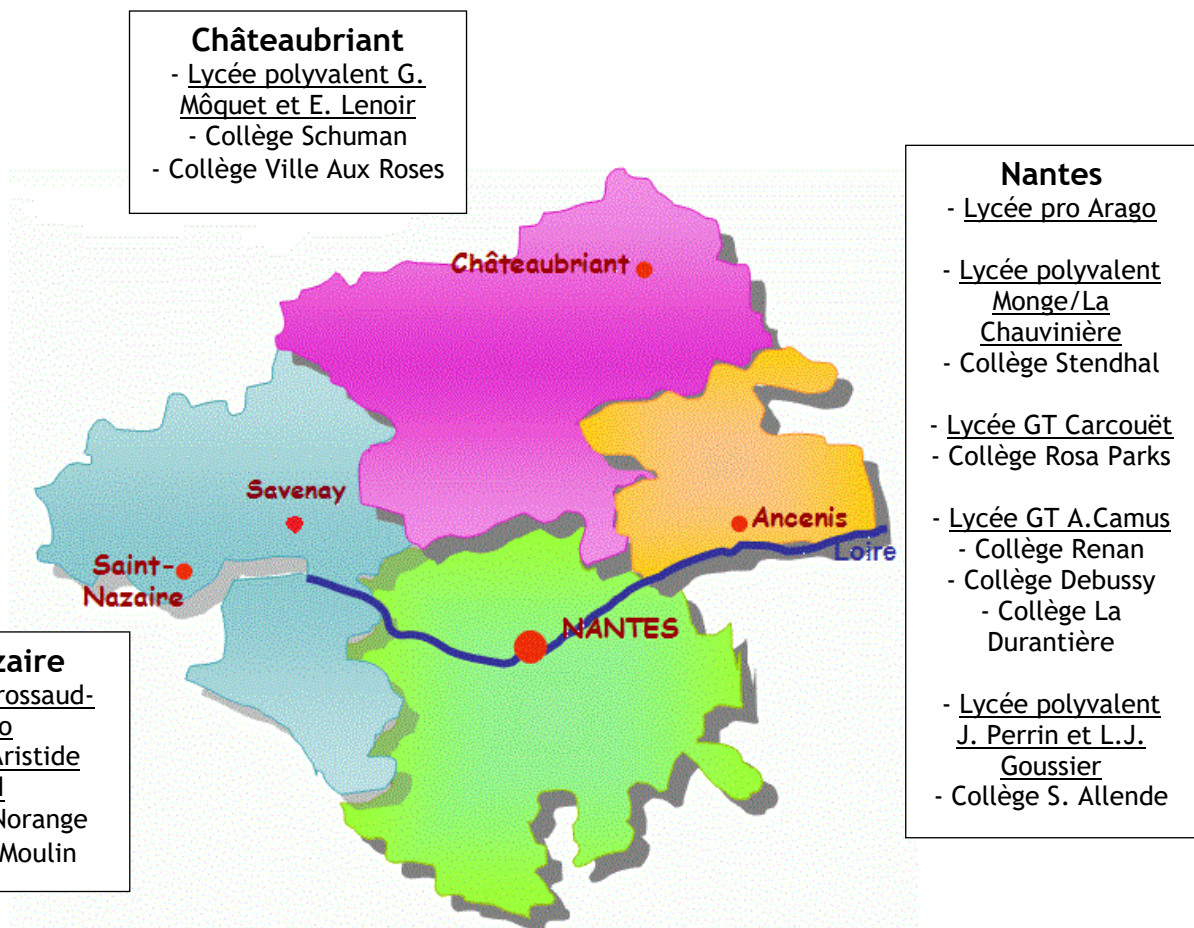 Châteaubriant
- Lycée polyvalent G.
Môquet et E. Lenoir
- Collège Schuman
- Collège Ville Aux Roses
Nantes
- Lycée pro Arago
- Lycée polyvalent
Monge/La
Chauvinière
- Collège Stendhal
- Lycée GT Carcouët
- Collège Rosa Parks
- Lycée GT A.Camus
- Collège Renan
- Collège Debussy
- Collège La
Durantière
- Lycée polyvalent
J. Perrin et L.J.
Goussier
- Collège S. Allende
Châteaubriant
Savenay
Ancenis
Loire
Saint-
Nazaire
NANTES
zaire
rossaud-
o
Aristide
Norange
Moulin